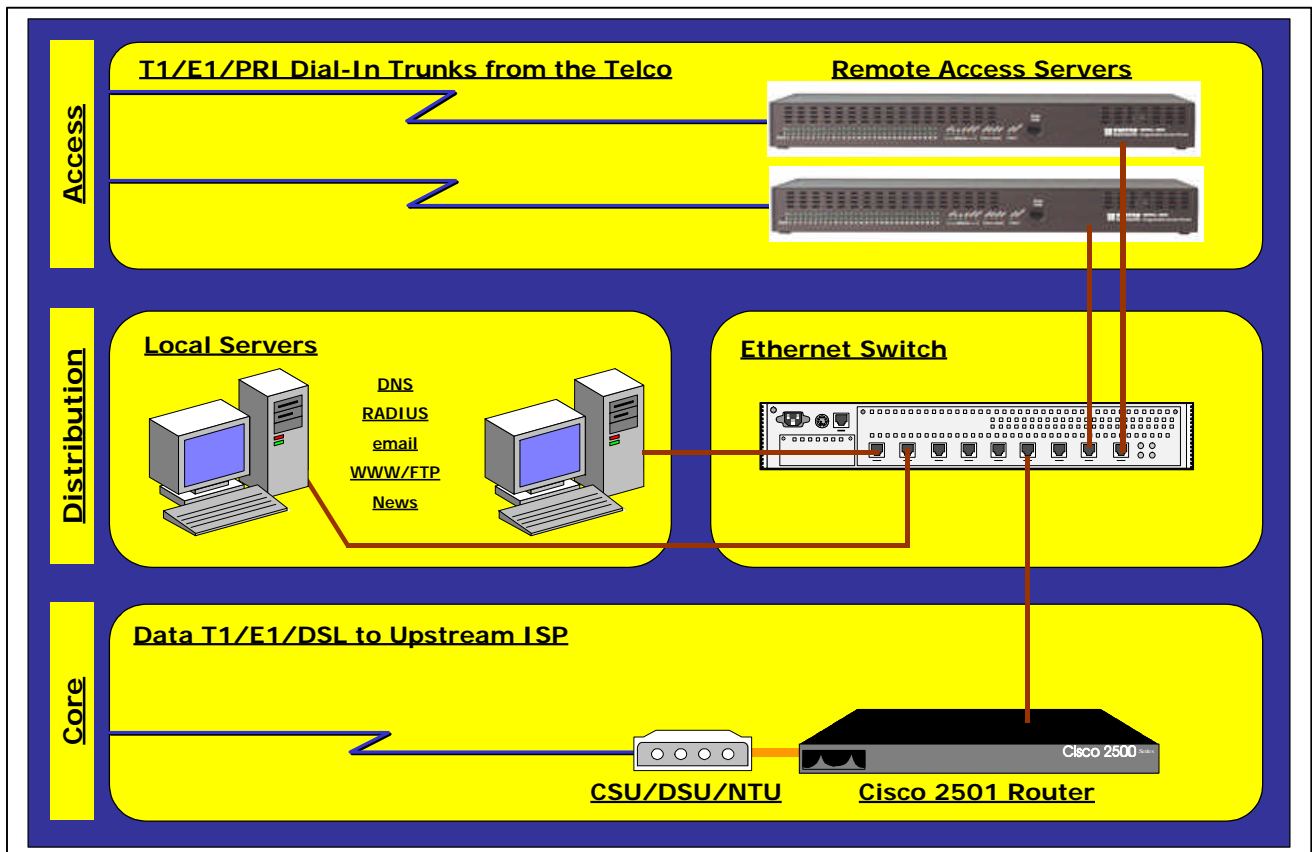 Access
T1/E1/PRI Dial-In Trunks from the Telco
Remote Access Servers
Distribution
Local Servers
DNS
RADIUS
email
WWW/FTP
News
Ethernet Switch
Core
Data T1/E1/DSL to Upstream ISP
Cisco 2500 Series
CSU/DSU/NTU
Cisco 2501 Router